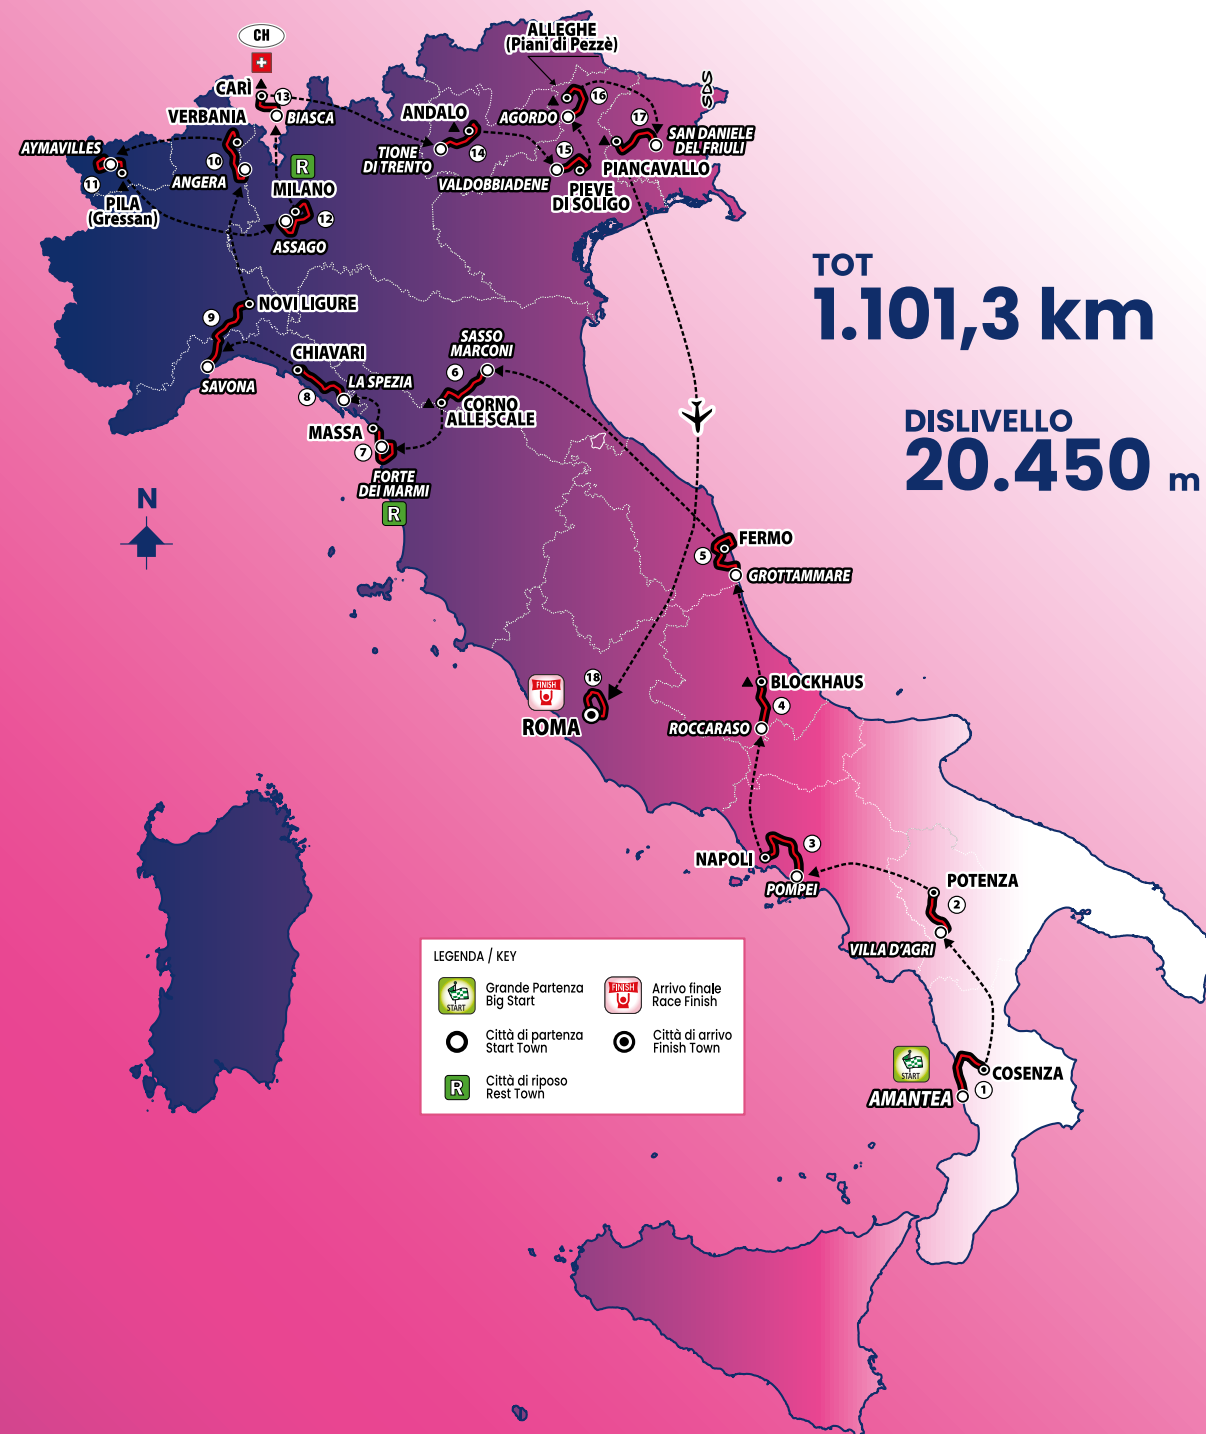 CH
ALLEGHE
(Piani di Pezzè)
CARÌ
13
BIASCA
VERBANIA
ANDALO
16
AGORDO
17
SAN DANIELE
DEL FRIULI
SDS
AYMAVILLES
10
11
ANGERA
PILA
(Gressan)
R
MILANO
12
ASSAGO
TIONE
DI TRENTO
14
15
VALDOBBIADENE
PIEVE
DI SOLIGO
PIANCAVALLO
TOT
1.101,3 km
DISLIVELLO
20.450 m
NOVI LIGURE
9
SAVONA
CHIAVARI
8
LA SPEZIA
SASSO
MARCONI
6
CORNO
ALLE SCALE
MASSA
7
FORTE
DEI MARMI
R
N
FERMO
5
GROTTAMMARE
18
FINISH
ROMA
BLOCKHAUS
4
ROCCARASO
NAPOLI
3
POMPEI
POTENZA
2
VILLA D'AGRI
START
COSENZA
1
AMANTEA
LEGENDA / KEY
START
Grande Partenza
Big Start
FINISH
Arrivo finale
Race Finish
Città di partenza
Start Town
Città di arrivo
Finish Town
R
Città di riposo
Rest Town